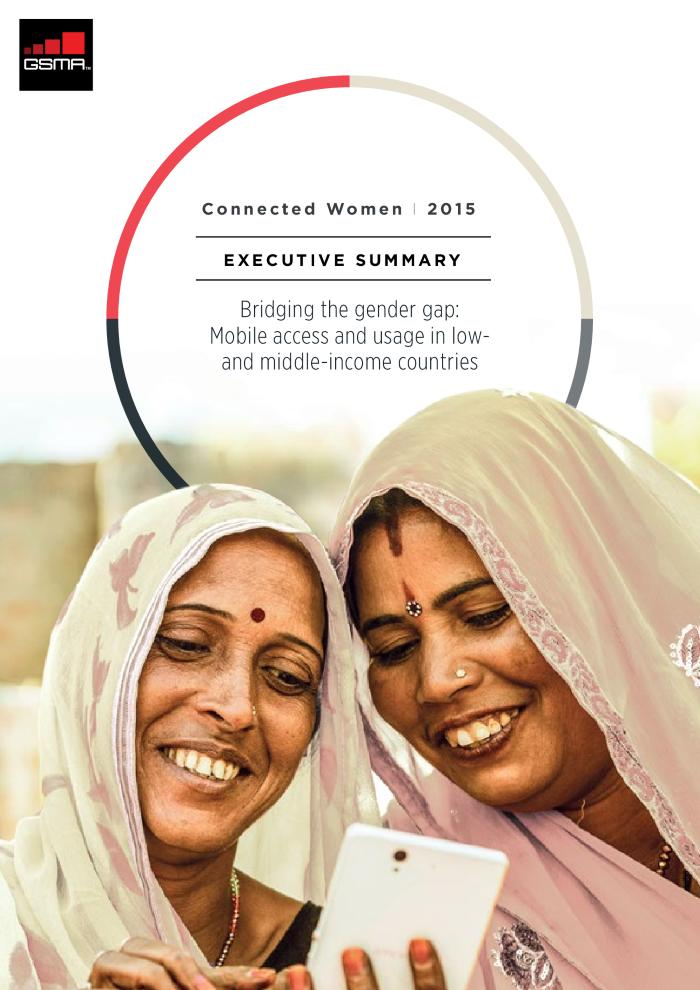 GSMA™
Connected Women | 2015
EXECUTIVE SUMMARY
Bridging the gender gap:
Mobile access and usage in low-
and middle-income countries